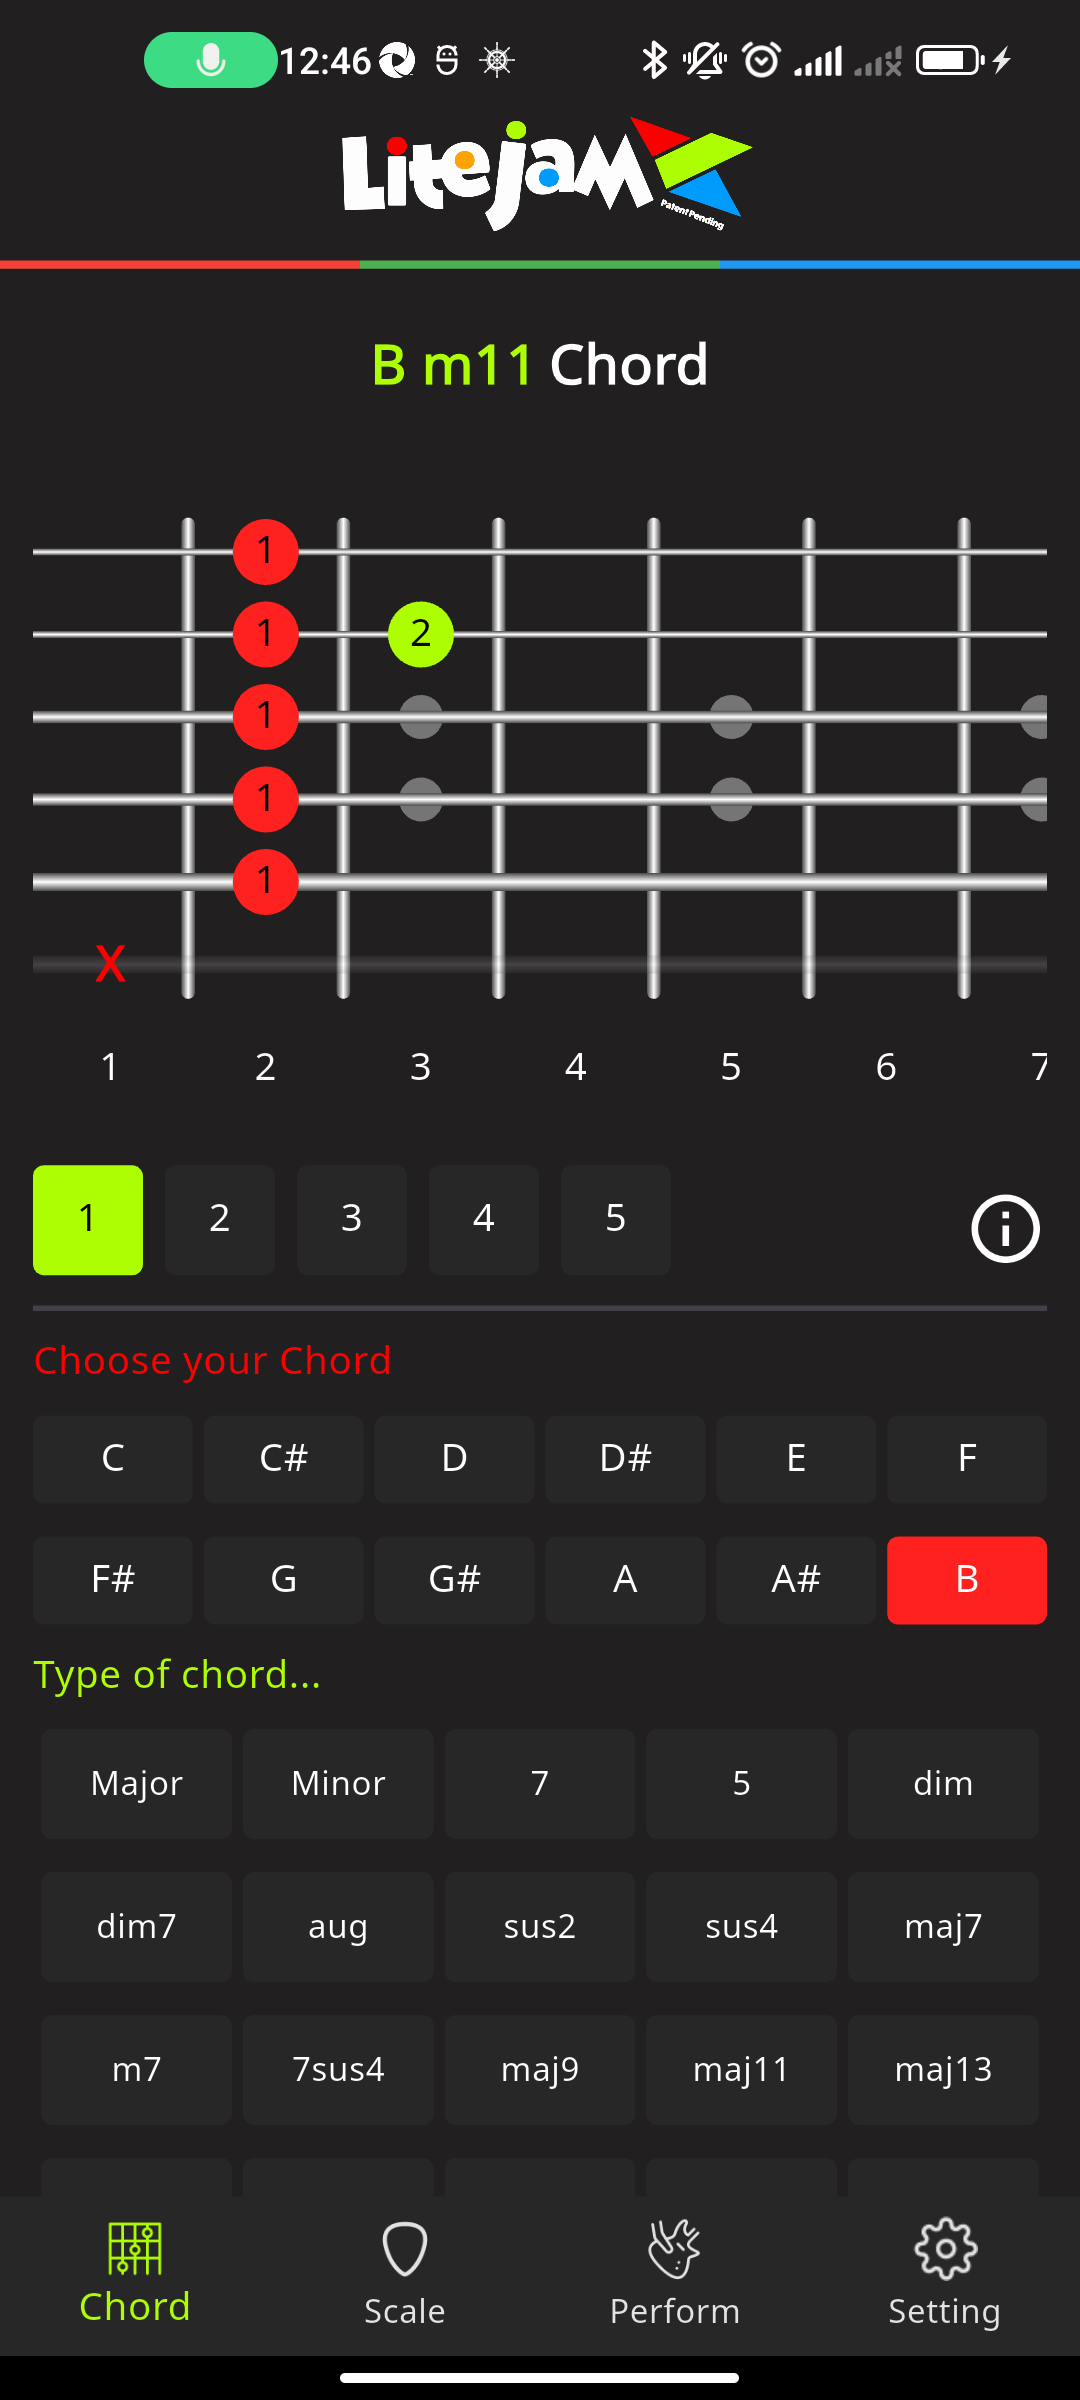 12:46
LitejaM
Patent Pending
B m11 Chord
1
1 2
1
1
1
X
1 2 3 4 5 6 7
1 2 3 4 5
Choose your Chord
C C# D D# E F
F# G G# A A# B
Type of chord...
Major Minor 7 5 dim
dim7 aug sus2 sus4 maj7
m7 7sus4 maj9 maj11 maj13
Chord Scale Perform Setting